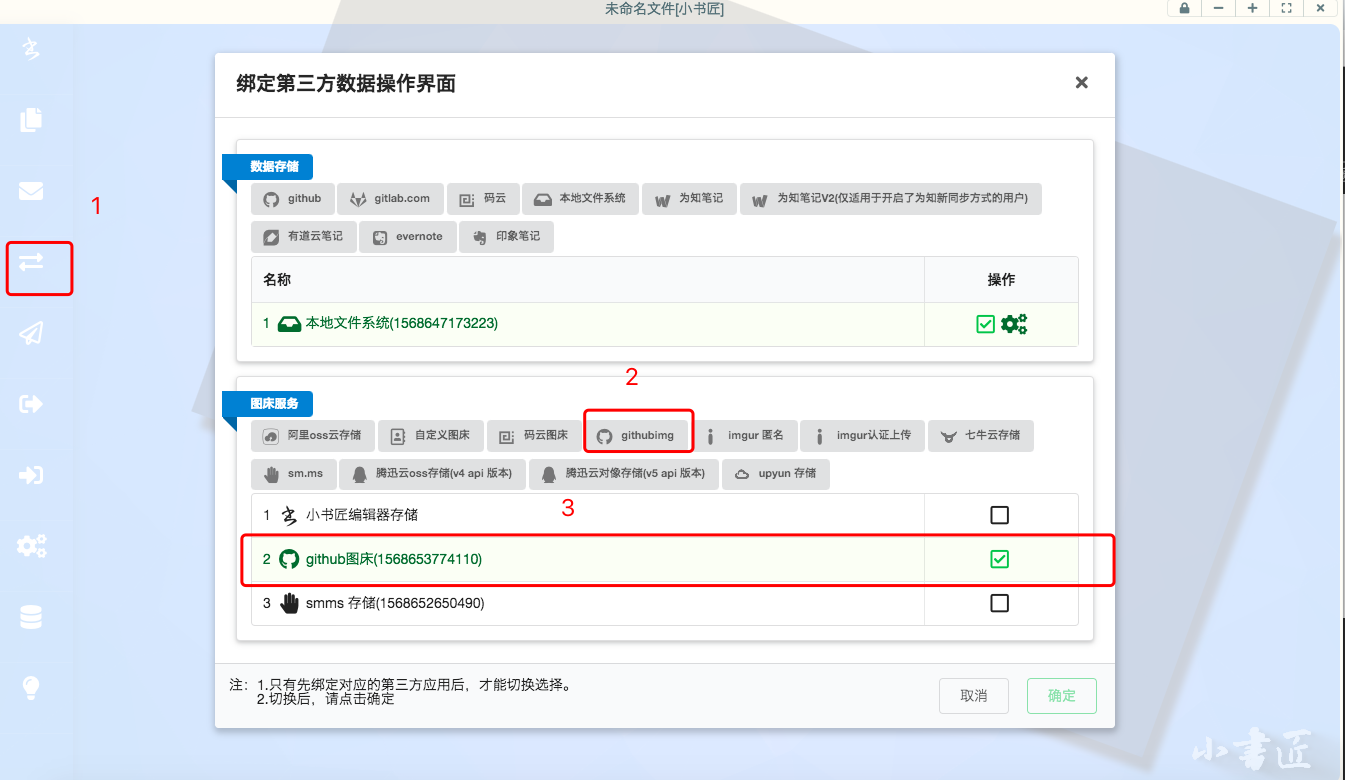 未命名文件[小书匠]
绑定第三方数据操作界面
数据存储
github gitlab.com 码云 本地文件系统 为知笔记 为知笔记V2(仅适用于开启了为知新同步方式的用户)
有道云笔记 evernote 印象笔记
名称 操作
1 本地文件系统(1568647173223)
1
2
图床服务
阿里oss云存储 自定义图床 码云图床 githubimg imgur 匿名 imgur认证上传 七牛云存储
sm.ms 腾迅云oss存储(v4 api 版本) 腾迅云对像存储(v5 api 版本) upyun 存储
3
1 小书匠编辑器存储
2 github图床(1568653774110)
3 smms 存储(1568652650490)
注：1.只有先绑定对应的第三方应用后，才能切换选择。
2.切换后，请点击确定
取消 确定
小書匠